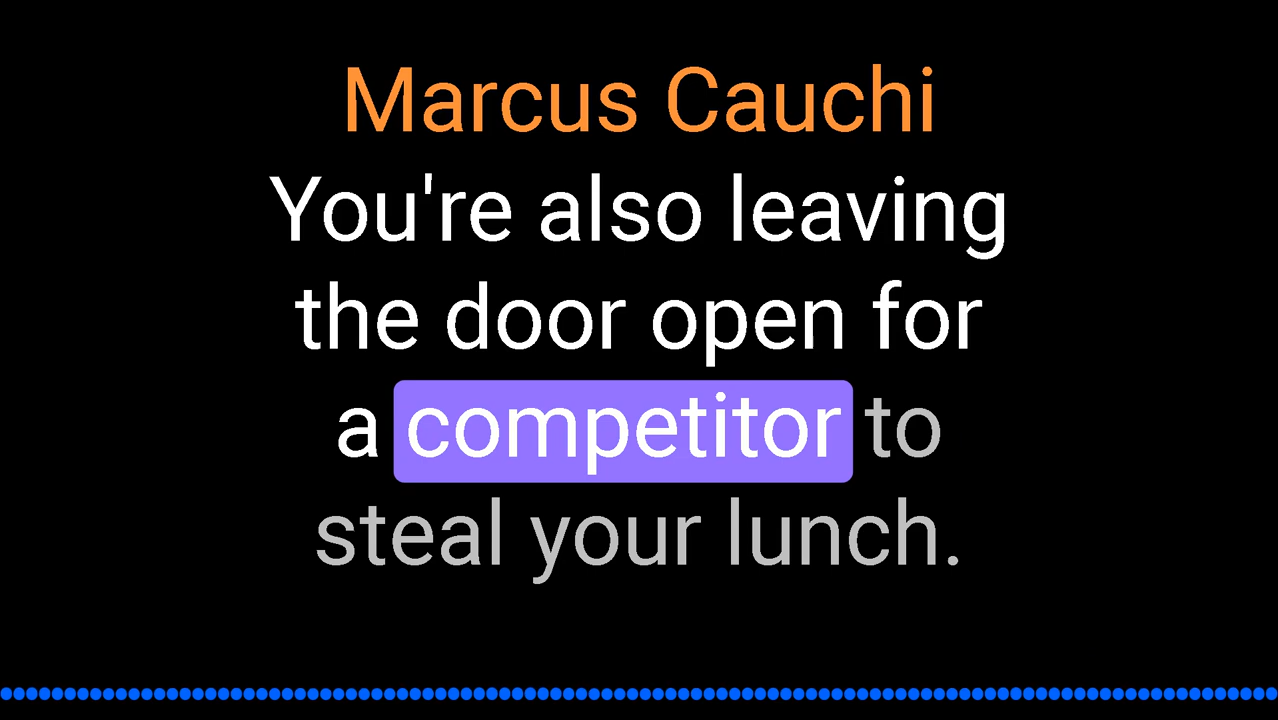 Marcus Cauchi
You're also leaving
the door open for
a competitor to
steal your lunch.